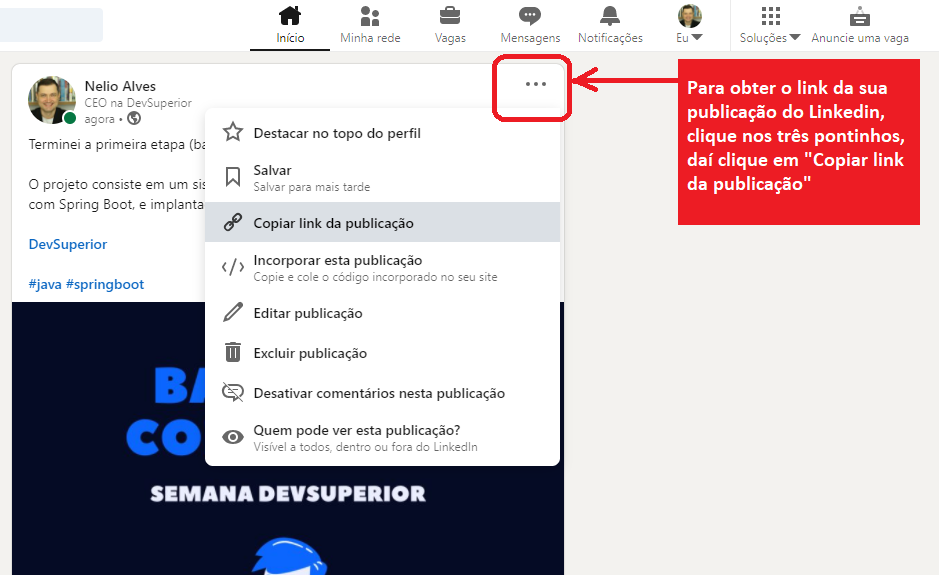 Início
Minha rede
Vagas
Mensagens
Notificações
Eu
Soluções
Anuncie uma vaga
Nelio Alves
CEO na DevSuperior
agora •
Terminei a primeira etapa (ba
O projeto consiste em um sis
com Spring Boot, e implanta
DevSuperior
#java #springboot
Destacar no topo do perfil
Salvar
Salvar para mais tarde
Copiar link da publicação
Incorporar esta publicação
Copie e cole o código incorporado no seu site
Editar publicação
Excluir publicação
Desativar comentários nesta publicação
Quem pode ver esta publicação?
Visível a todos, dentro ou fora do LinkedIn
Para obter o link da sua
publicação do Linkedin,
clique nos três pontinhos,
daí clique em "Copiar link
da publicação"
BA
CO
SEMANA DEVSUPERIOR